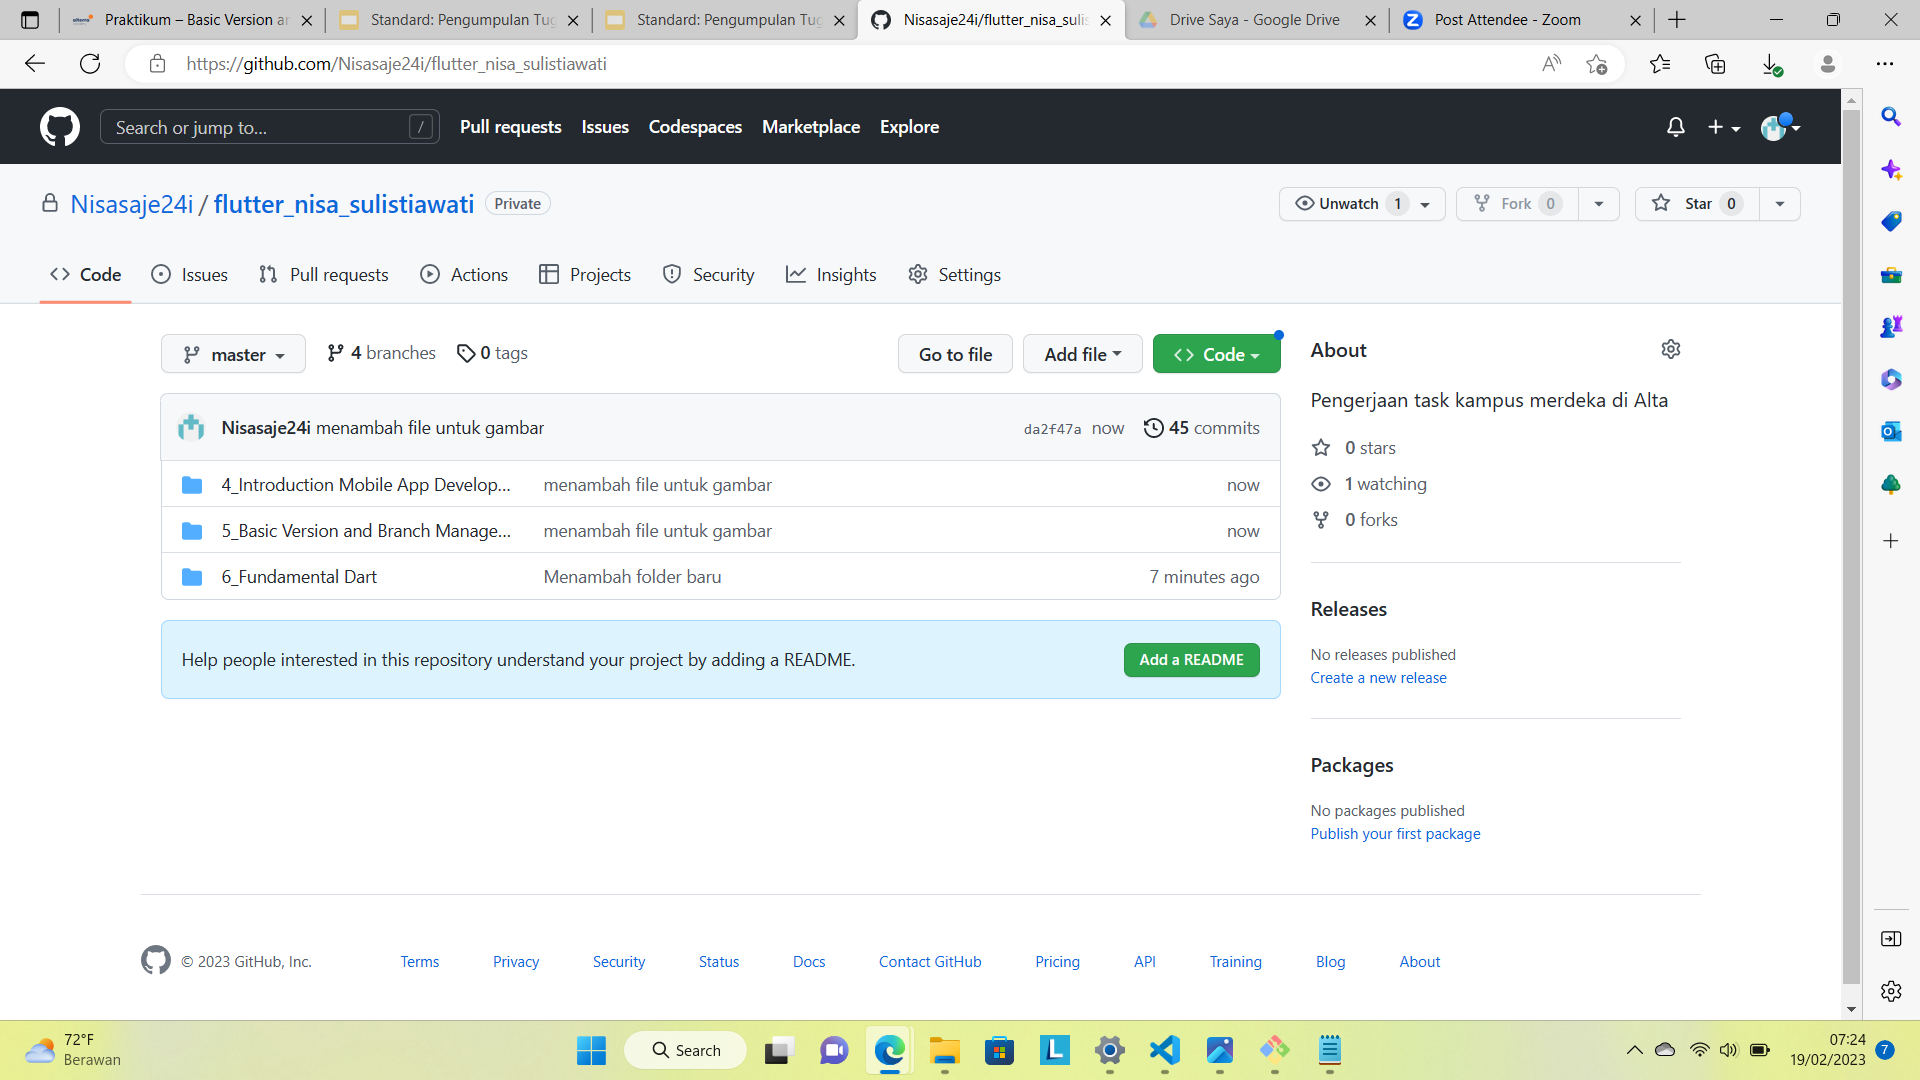 Praktikum – Basic Version an
Standard: Pengumpulan Tug
Standard: Pengumpulan Tug
Nisasaje24i/flutter_nisa_sulis
Drive Saya - Google Drive
Post Attendee - Zoom
https://github.com/Nisasaje24i/flutter_nisa_sulistiawati
Search or jump to...
/
Pull requests
Issues
Codespaces
Marketplace
Explore
Nisasaje24i / flutter_nisa_sulistiawati
Private
Unwatch 1
Fork 0
Star 0
Code
Issues
Pull requests
Actions
Projects
Security
Insights
Settings
master
4 branches
0 tags
Go to file
Add file
Code
Nisasaje24i menambah file untuk gambar
da2f47a now
45 commits
4_Introduction Mobile App Develop...
menambah file untuk gambar
now
5_Basic Version and Branch Manage...
menambah file untuk gambar
now
6_Fundamental Dart
Menambah folder baru
7 minutes ago
Help people interested in this repository understand your project by adding a README.
Add a README
About
Pengerjaan task kampus merdeka di Alta
0 stars
1 watching
0 forks
Releases
No releases published
Create a new release
Packages
No packages published
Publish your first package
© 2023 GitHub, Inc.
Terms
Privacy
Security
Status
Docs
Contact GitHub
Pricing
API
Training
Blog
About
72°F
Berawan
Search
07:24
19/02/2023
7